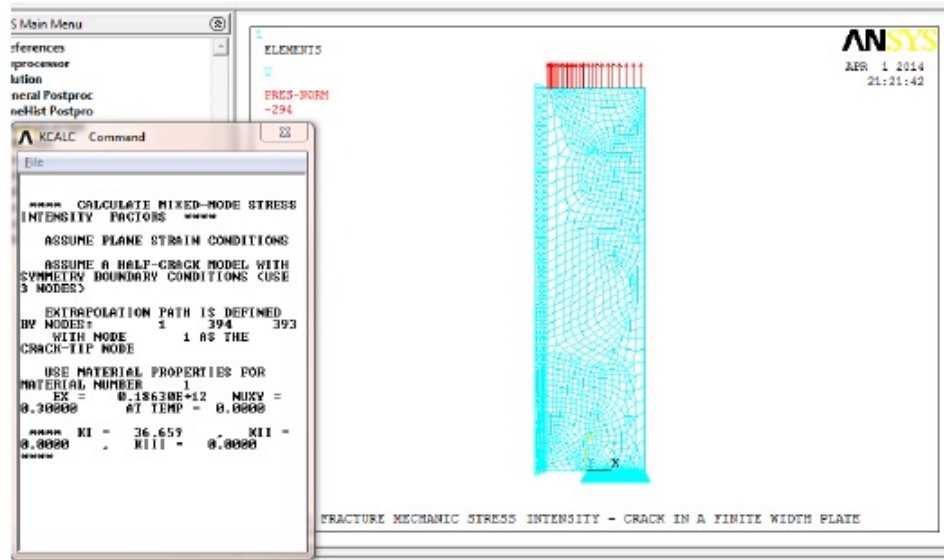 S Main Menu
eferences
eprocessor
lution
neral Postproc
neHist Postpro
KCALC Command
File
**** CALCULATE MIXED-MODE STRESS
INTENSITY FACTORS ****
ASSUME PLANE STRAIN CONDITIONS
ASSUME A HALF-CRACK MODEL WITH
SYMMETRY BOUNDARY CONDITIONS (USE
3 NODES)
EXTRAPOLATION PATH IS DEFINED
BY NODES: 1 394 393
WITH NODE 1 AS THE
CRACK-TIP NODE
USE MATERIAL PROPERTIES FOR
MATERIAL NUMBER 1
EX = 0.18630E+12 NUXY =
0.30000 AT TEMP = 0.0000
**** KI = 36.659 , KII =
0.0000 , KIII = 0.0000
****
1
ELEMENTS
U
PRES-NORM
-294
ANSYS
APR 1 2014
21:21:42
X
FRACTURE MECHANIC STRESS INTENSITY - CRACK IN A FINITE WIDTH PLATE